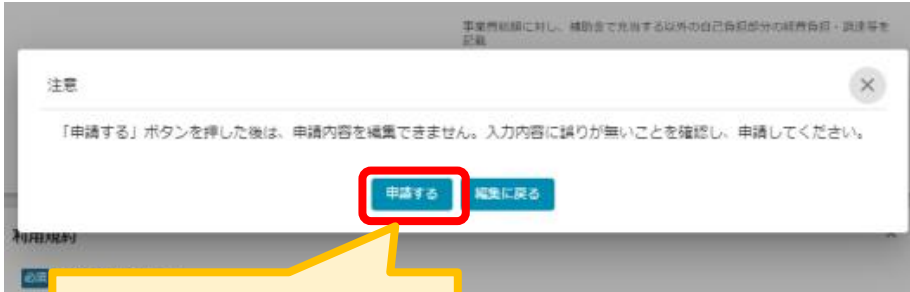 事業費総額に対し、補助金で充当する以外の自己負担部分の経費負担・調達等を
記載
注意
「申請する」ボタンを押した後は、申請内容を編集できません。入力内容に誤りが無いことを確認し、申請してください。
申請する
編集に戻る
利用規約
必須